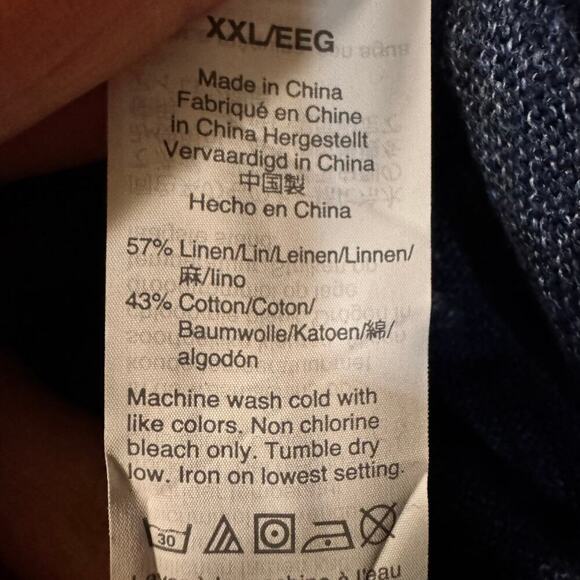 XXL/EEG
Made in China
Fabriqué en Chine
in China Hergestellt
Vervaardigd in China
中国製
Hecho en China
57% Linen/Lin/Leinen/Linnen/
麻/lino
43% Cotton/Coton/
Baumwolle/Katoen/綿/
algodón
Machine wash cold with
like colors. Non chlorine
bleach only. Tumble dry
low. Iron on lowest setting.
30
à l'eau